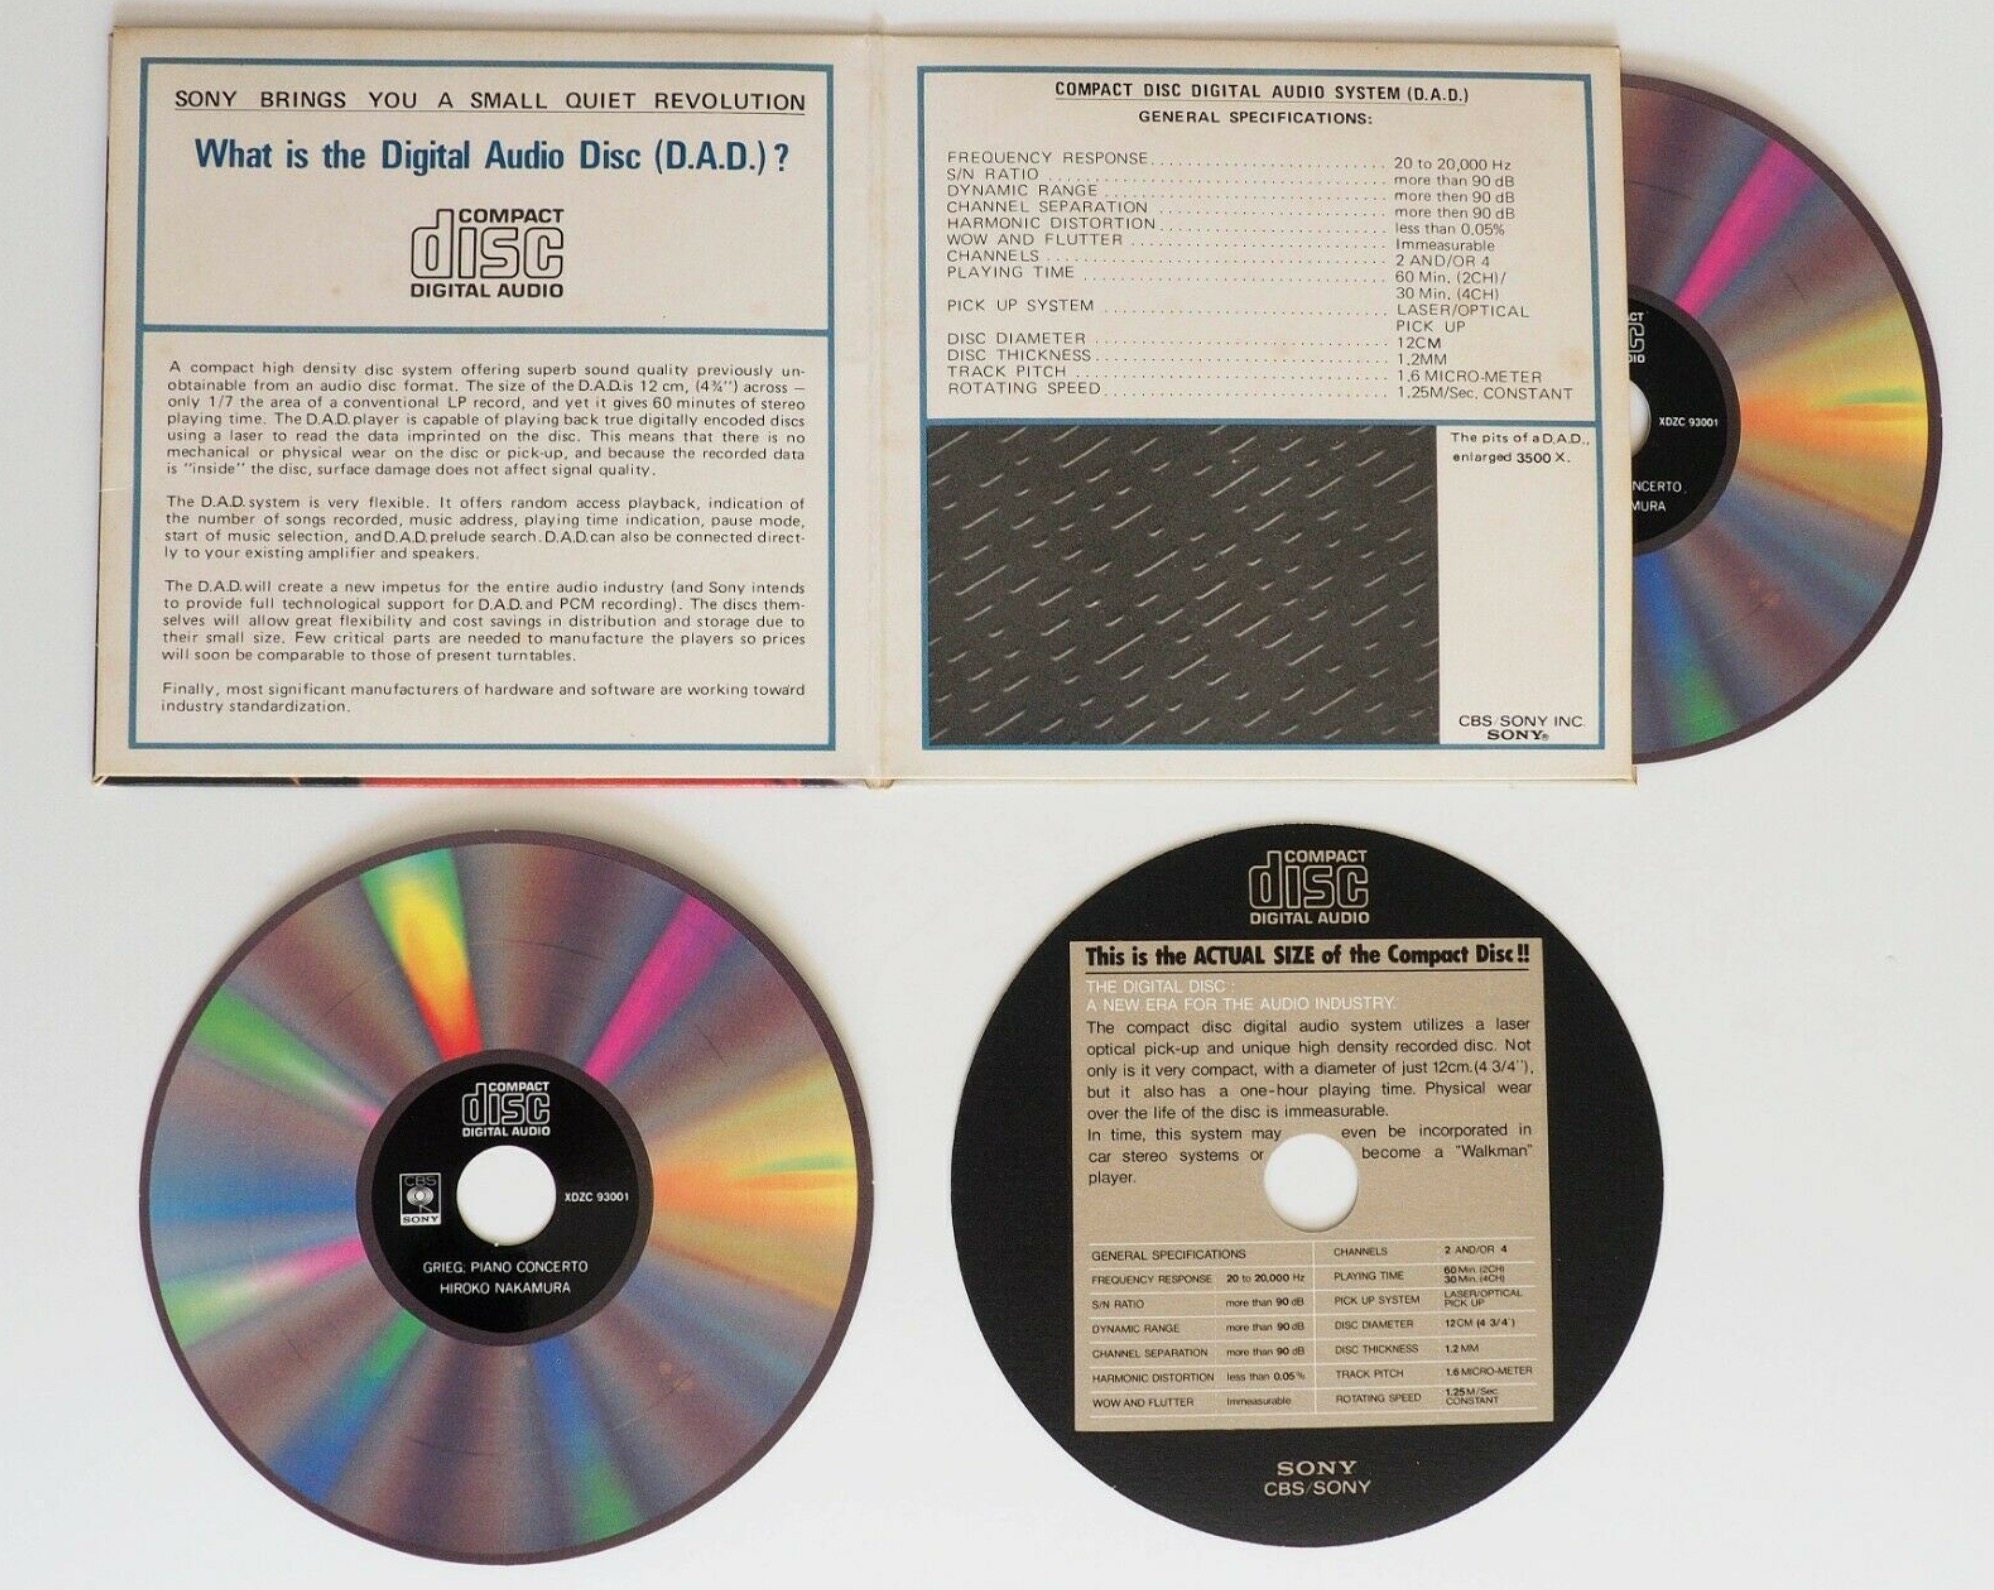 SONY BRINGS YOU A SMALL QUIET REVOLUTION
What is the Digital Audio Disc (D.A.D.)?
COMPACT
disc
DIGITAL AUDIO
A compact high density disc system offering superb sound quality previously un-
obtainable from an audio disc format. The size of the D.A.D.is 12 cm, (4¾'') across —
only 1/7 the area of a conventional LP record, and yet it gives 60 minutes of stereo
playing time. The D.A.D.player is capable of playing back true digitally encoded discs
using a laser to read the data imprinted on the disc. This means that there is no
mechanical or physical wear on the disc or pick-up, and because the recorded data
is "inside" the disc, surface damage does not affect signal quality.
The D.A.D.system is very flexible. It offers random access playback, indication of
the number of songs recorded, music address, playing time indication, pause mode,
start of music selection, and D.A.D.prelude search. D.A.D.can also be connected direct-
ly to your existing amplifier and speakers.
The D.A.D.will create a new impetus for the entire audio industry (and Sony intends
to provide full technological support for D.A.D.and PCM recording). The discs them-
selves will allow great flexibility and cost savings in distribution and storage due to
their small size. Few critical parts are needed to manufacture the players so prices
will soon be comparable to those of present turntables.
Finally, most significant manufacturers of hardware and software are working toward
industry standardization.
COMPACT DISC DIGITAL AUDIO SYSTEM (D.A.D.)
GENERAL SPECIFICATIONS:
FREQUENCY RESPONSE 20 to 20,000 Hz
S/N RATIO more than 90 dB
DYNAMIC RANGE more then 90 dB
CHANNEL SEPARATION more then 90 dB
HARMONIC DISTORTION less than 0.05%
WOW AND FLUTTER Immeasurable
CHANNELS 2 AND/OR 4
PLAYING TIME 60 Min. (2CH)/
30 Min. (4CH)
PICK UP SYSTEM LASER/OPTICAL
PICK UP
DISC DIAMETER 12CM
DISC THICKNESS 1.2MM
TRACK PITCH 1.6 MICRO-METER
ROTATING SPEED 1.25M/Sec. CONSTANT
The pits of a D.A.D.,
enlarged 3500 X.
CBS/SONY INC.
SONY®
CT
C
DIO
XDZC 93001
NCERTO
MURA
COMPACT
disc
DIGITAL AUDIO
CBS
SONY
XDZC 93001
GRIEG: PIANO CONCERTO
HIROKO NAKAMURA
COMPACT
disc
DIGITAL AUDIO
This is the ACTUAL SIZE of the Compact Disc!!
THE DIGITAL DISC :
A NEW ERA FOR THE AUDIO INDUSTRY.
The compact disc digital audio system utilizes a laser
optical pick-up and unique high density recorded disc. Not
only is it very compact, with a diameter of just 12cm.(4 3/4''),
but it also has a one-hour playing time. Physical wear
over the life of the disc is immeasurable.
In time, this system may even be incorporated in
car stereo systems or become a "Walkman"
player.
GENERAL SPECIFICATIONS
FREQUENCY RESPONSE 20 to 20,000 Hz
S/N RATIO more than 90 dB
DYNAMIC RANGE more than 90 dB
CHANNEL SEPARATION more than 90 dB
HARMONIC DISTORTION less than 0.05%
WOW AND FLUTTER Immeasurable
CHANNELS 2 AND/OR 4
PLAYING TIME 60 Min. (2CH)
30 Min. (4CH)
PICK UP SYSTEM LASER/OPTICAL
PICK UP
DISC DIAMETER 12CM (4 3/4'')
DISC THICKNESS 1.2 MM
TRACK PITCH 1.6 MICRO-METER
ROTATING SPEED 1.25M/Sec.
CONSTANT
SONY
CBS/SONY